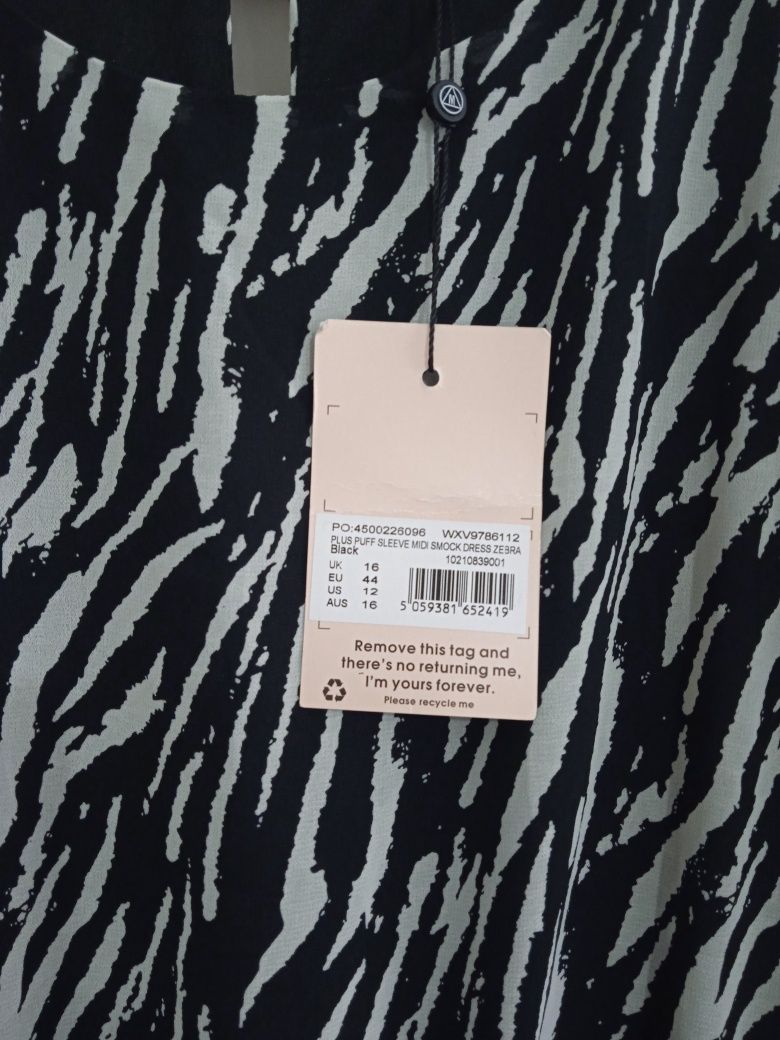 M
PO:4500226096 WXV9786112
PLUS PUFF SLEEVE MIDI SMOCK DRESS ZEBRA
Black 10210839001
UK 16
EU 44
US 12
AUS 16
5 059381 652419
Remove this tag and
there's no returning me,
I'm yours forever.
Please recycle me